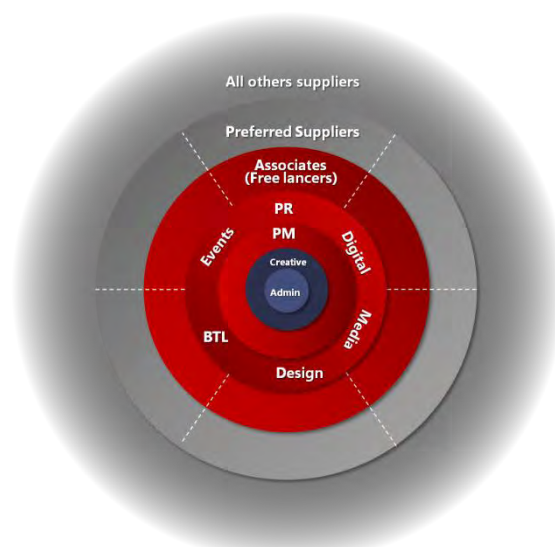 All others suppliers
Preferred Suppliers
Associates
(Free lancers)
PR
PM
Events
Digital
Creative
Admin
BTL
Media
Design